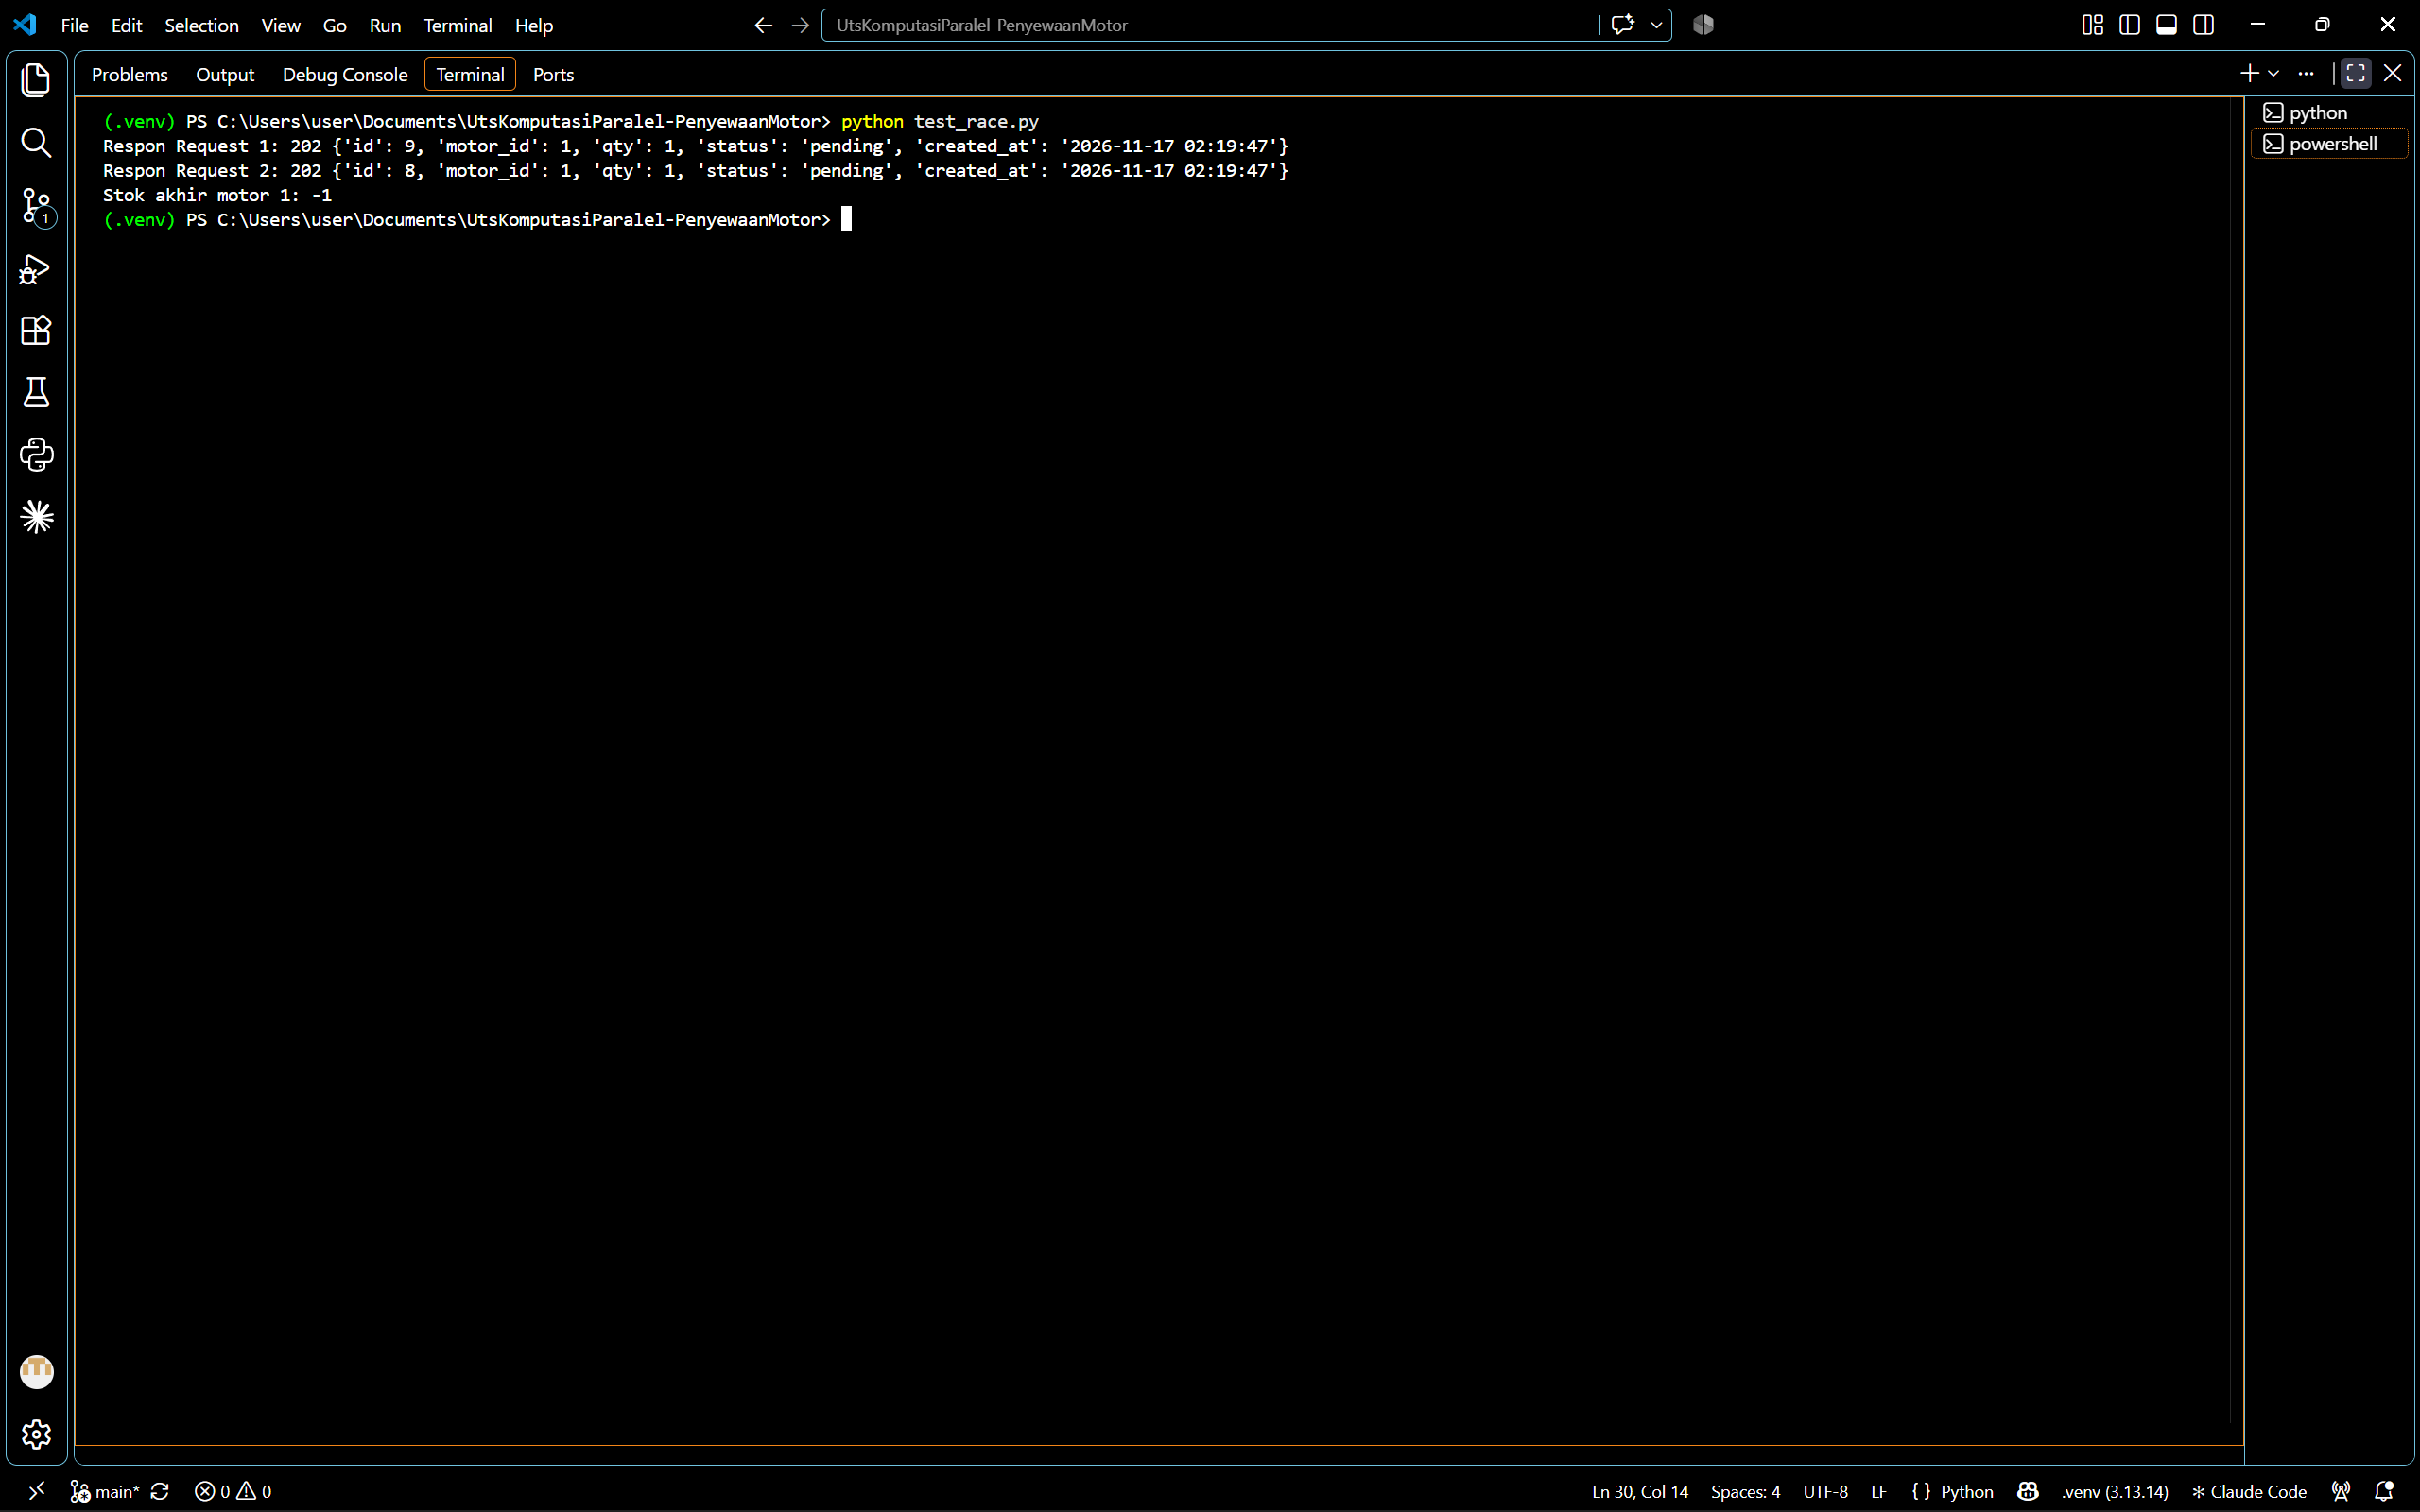 File Edit Selection View Go Run Terminal Help
UtsKomputasiParalel-PenyewaanMotor
Problems Output Debug Console Terminal Ports
(.venv) PS C:\Users\user\Documents\UtsKomputasiParalel-PenyewaanMotor> python test_race.py
Respon Request 1: 202 {'id': 9, 'motor_id': 1, 'qty': 1, 'status': 'pending', 'created_at': '2026-11-17 02:19:47'}
Respon Request 2: 202 {'id': 8, 'motor_id': 1, 'qty': 1, 'status': 'pending', 'created_at': '2026-11-17 02:19:47'}
Stok akhir motor 1: -1
(.venv) PS C:\Users\user\Documents\UtsKomputasiParalel-PenyewaanMotor>
python
powershell
1
main* 0 0
Ln 30, Col 14 Spaces: 4 UTF-8 LF { } Python .venv (3.13.14) Claude Code